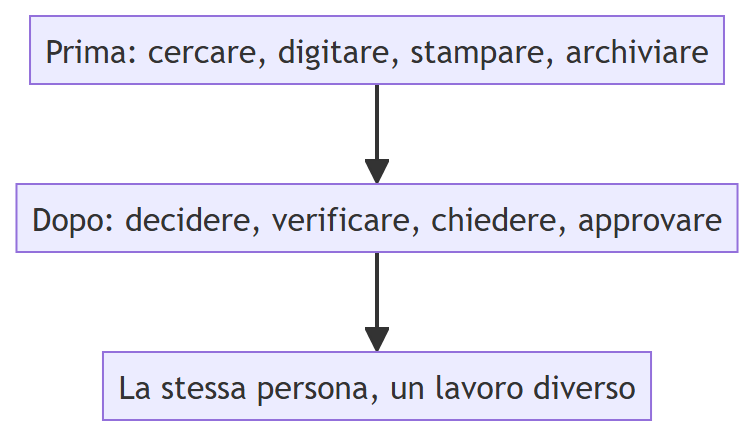 Prima: cercare, digitare, stampare, archiviare
Dopo: decidere, verificare, chiedere, approvare
La stessa persona, un lavoro diverso